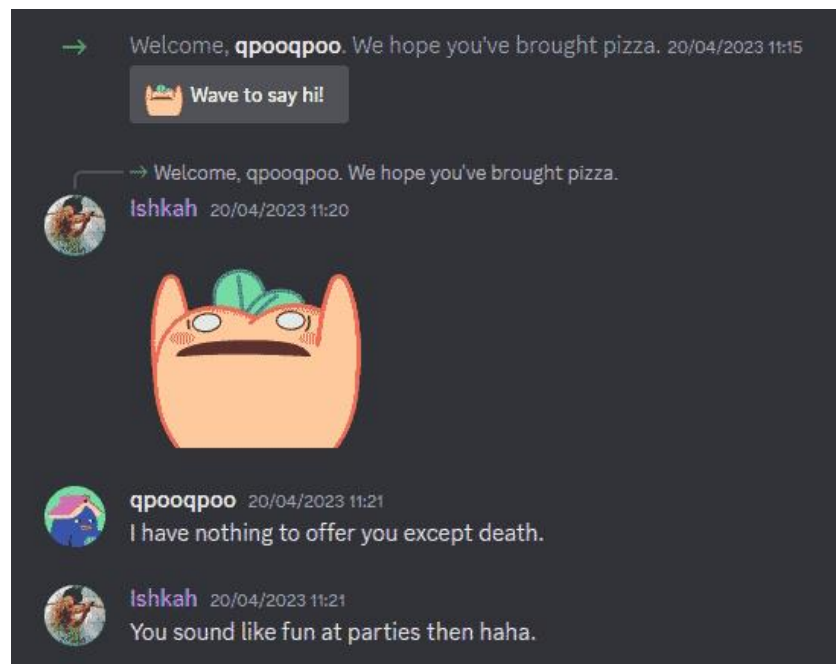 Welcome, qpooqpoo. We hope you've brought pizza. 20/04/2023 11:15
Wave to say hi!
Welcome, qpooqpoo. We hope you've brought pizza.
Ishkah 20/04/2023 11:20
qpooqpoo 20/04/2023 11:21
I have nothing to offer you except death.
Ishkah 20/04/2023 11:21
You sound like fun at parties then haha.